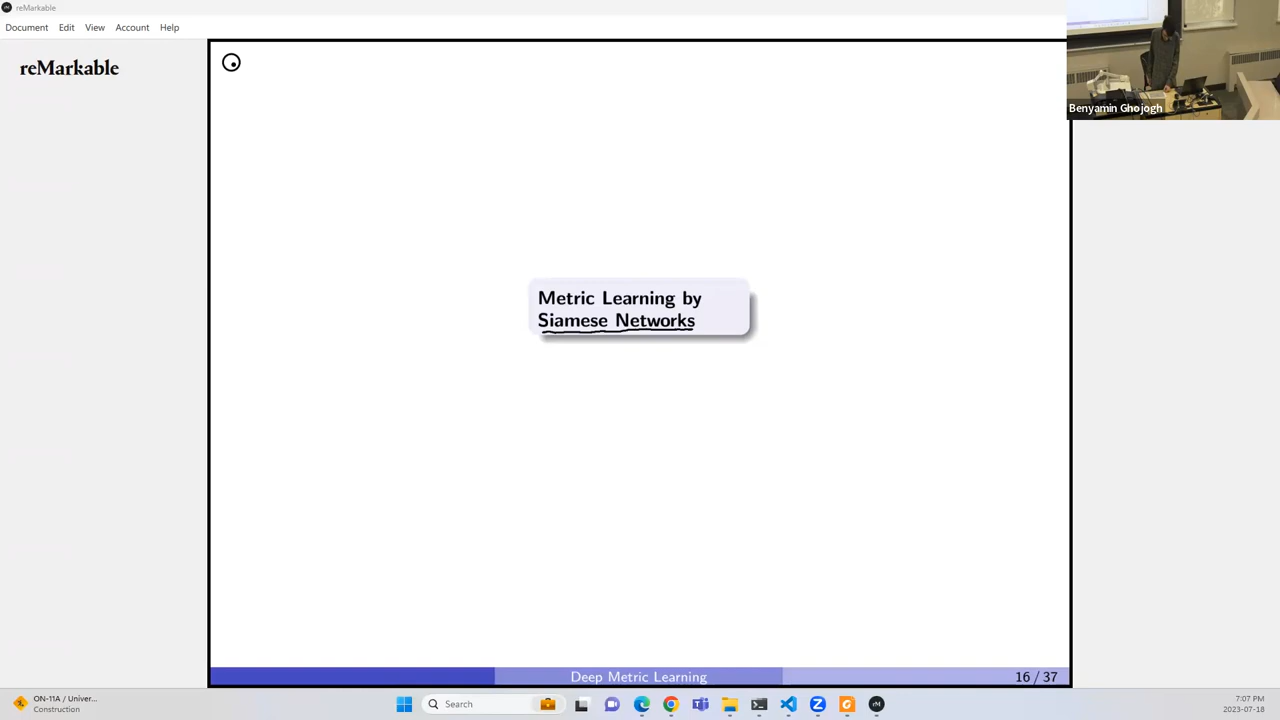 reMarkable
Document Edit View Account Help
reMarkable
Benyamin Ghojogh
Metric Learning by
Siamese Networks
Deep Metric Learning
16 / 37
ON-11A / Univer...
Construction
Search
7:07 PM
2023-07-18